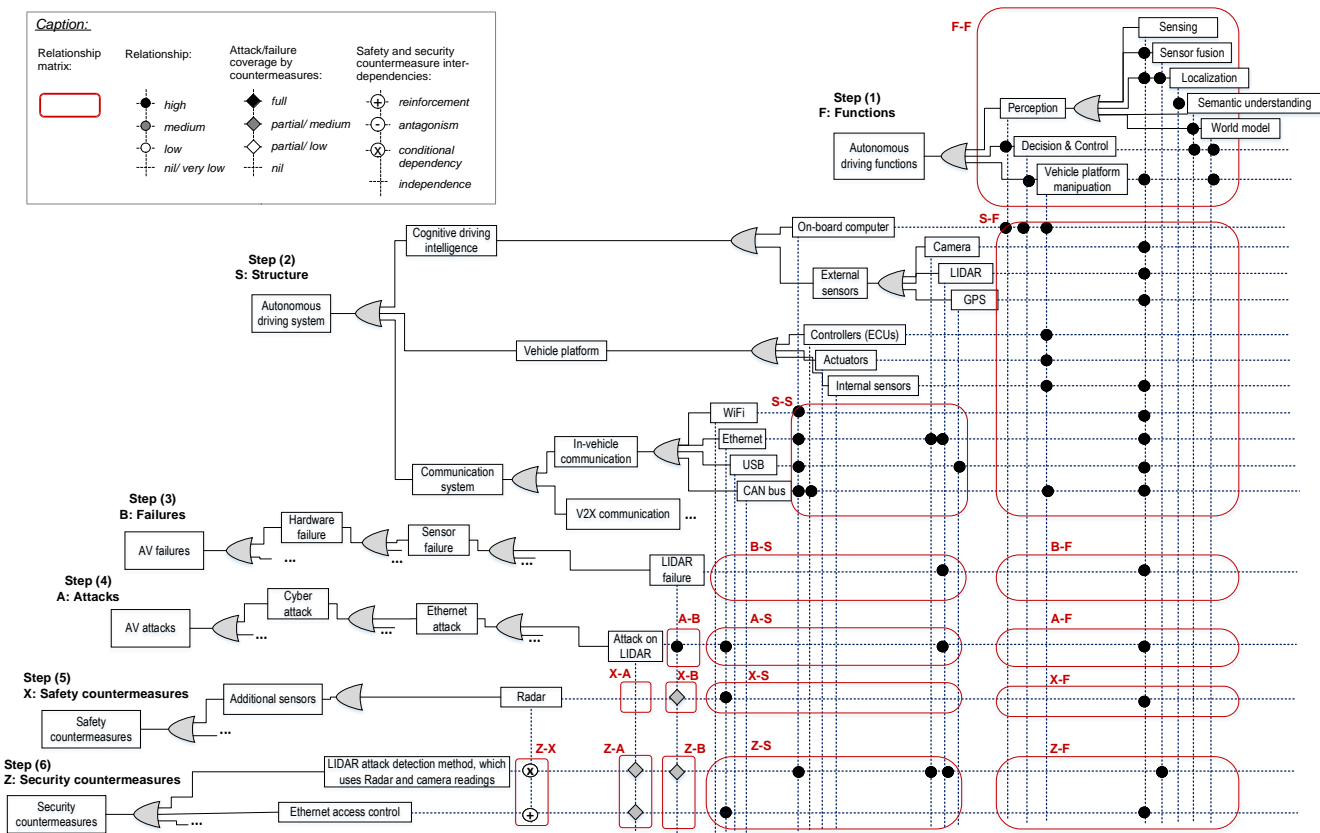 Caption:
Relationship
matrix:
Relationship:
high
medium
low
nil/ very low
Attack/failure
coverage by
countermeasures:
full
partial/ medium
partial/ low
nil
Safety and security
countermeasure inter-
dependencies:
+
reinforcement
-
antagonism
X
conditional
dependency
independence
Step (1)
F: Functions
F-F
Autonomous
driving functions
Perception
Sensing
Sensor fusion
Localization
Semantic understanding
World model
Decision & Control
Vehicle platform
manipuation
Step (2)
S: Structure
S-F
Autonomous
driving system
Cognitive driving
intelligence
On-board computer
External
sensors
Camera
LIDAR
GPS
Vehicle platform
Controllers (ECUs)
Actuators
Internal sensors
S-S
Communication
system
In-vehicle
communication
WiFi
Ethernet
USB
CAN bus
V2X communication
...
Step (3)
B: Failures
AV failures
Hardware
failure
...
Sensor
failure
...
...
LIDAR
failure
B-S
B-F
Step (4)
A: Attacks
AV attacks
Cyber
attack
...
Ethernet
attack
...
...
Attack on
LIDAR
A-B
A-S
A-F
Step (5)
X: Safety countermeasures
Safety
countermeasures
Additional sensors
...
Radar
X-A
X-B
X-S
X-F
Step (6)
Z: Security countermeasures
Security
countermeasures
LIDAR attack detection method, which
uses Radar and camera readings
Ethernet access control
...
Z-X
X
+
Z-A
Z-B
Z-S
Z-F